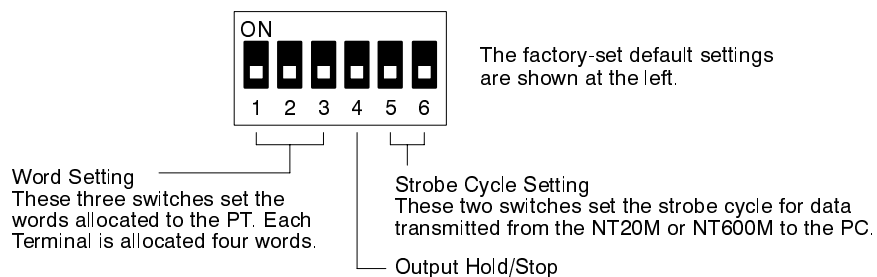 ON
1 2 3 4 5 6
The factory-set default settings
are shown at the left.
Word Setting
These three switches set the
words allocated to the PT. Each
Terminal is allocated four words.
Strobe Cycle Setting
These two switches set the strobe cycle for data
transmitted from the NT20M or NT600M to the PC.
Output Hold/Stop